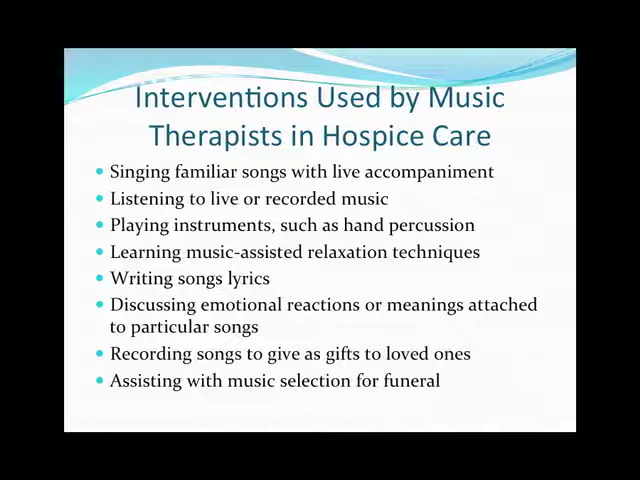 Interventions Used by Music
Therapists in Hospice Care
• Singing familiar songs with live accompaniment
• Listening to live or recorded music
• Playing instruments, such as hand percussion
• Learning music-assisted relaxation techniques
• Writing songs lyrics
• Discussing emotional reactions or meanings attached
to particular songs
• Recording songs to give as gifts to loved ones
• Assisting with music selection for funeral